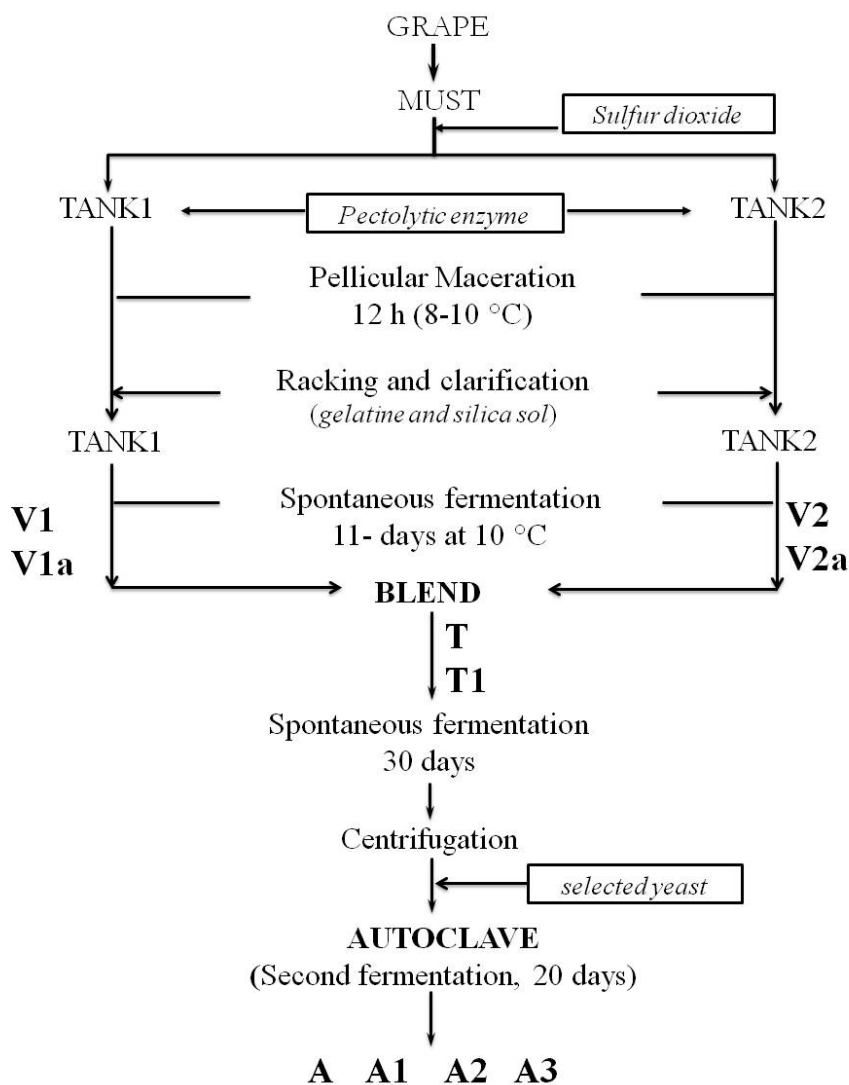 GRAPE
MUST
Sulfur dioxide
TANK1
Pectolytic enzyme
TANK2
Pellicular Maceration
12 h (8-10 °C)
Racking and clarification
(gelatine and silica sol)
TANK1
TANK2
Spontaneous fermentation
11- days at 10 °C
V1
V1a
V2
V2a
BLEND
T
T1
Spontaneous fermentation
30 days
Centrifugation
selected yeast
AUTOCLAVE
(Second fermentation, 20 days)
A A1 A2 A3